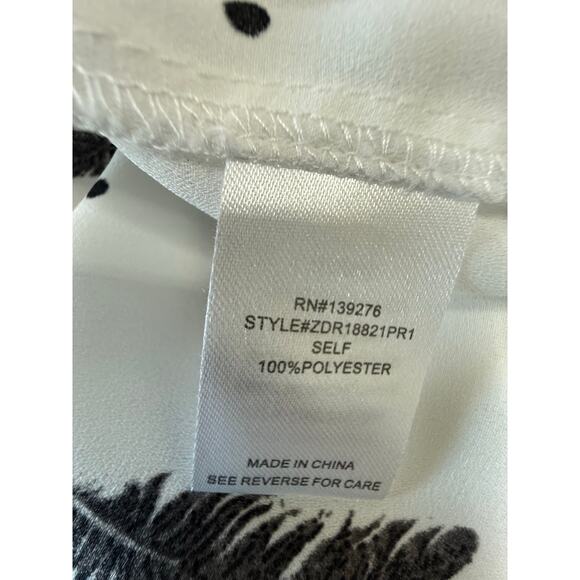 RN#139276
STYLE#ZDR18821PR1
SELF
100%POLYESTER
MADE IN CHINA
SEE REVERSE FOR CARE